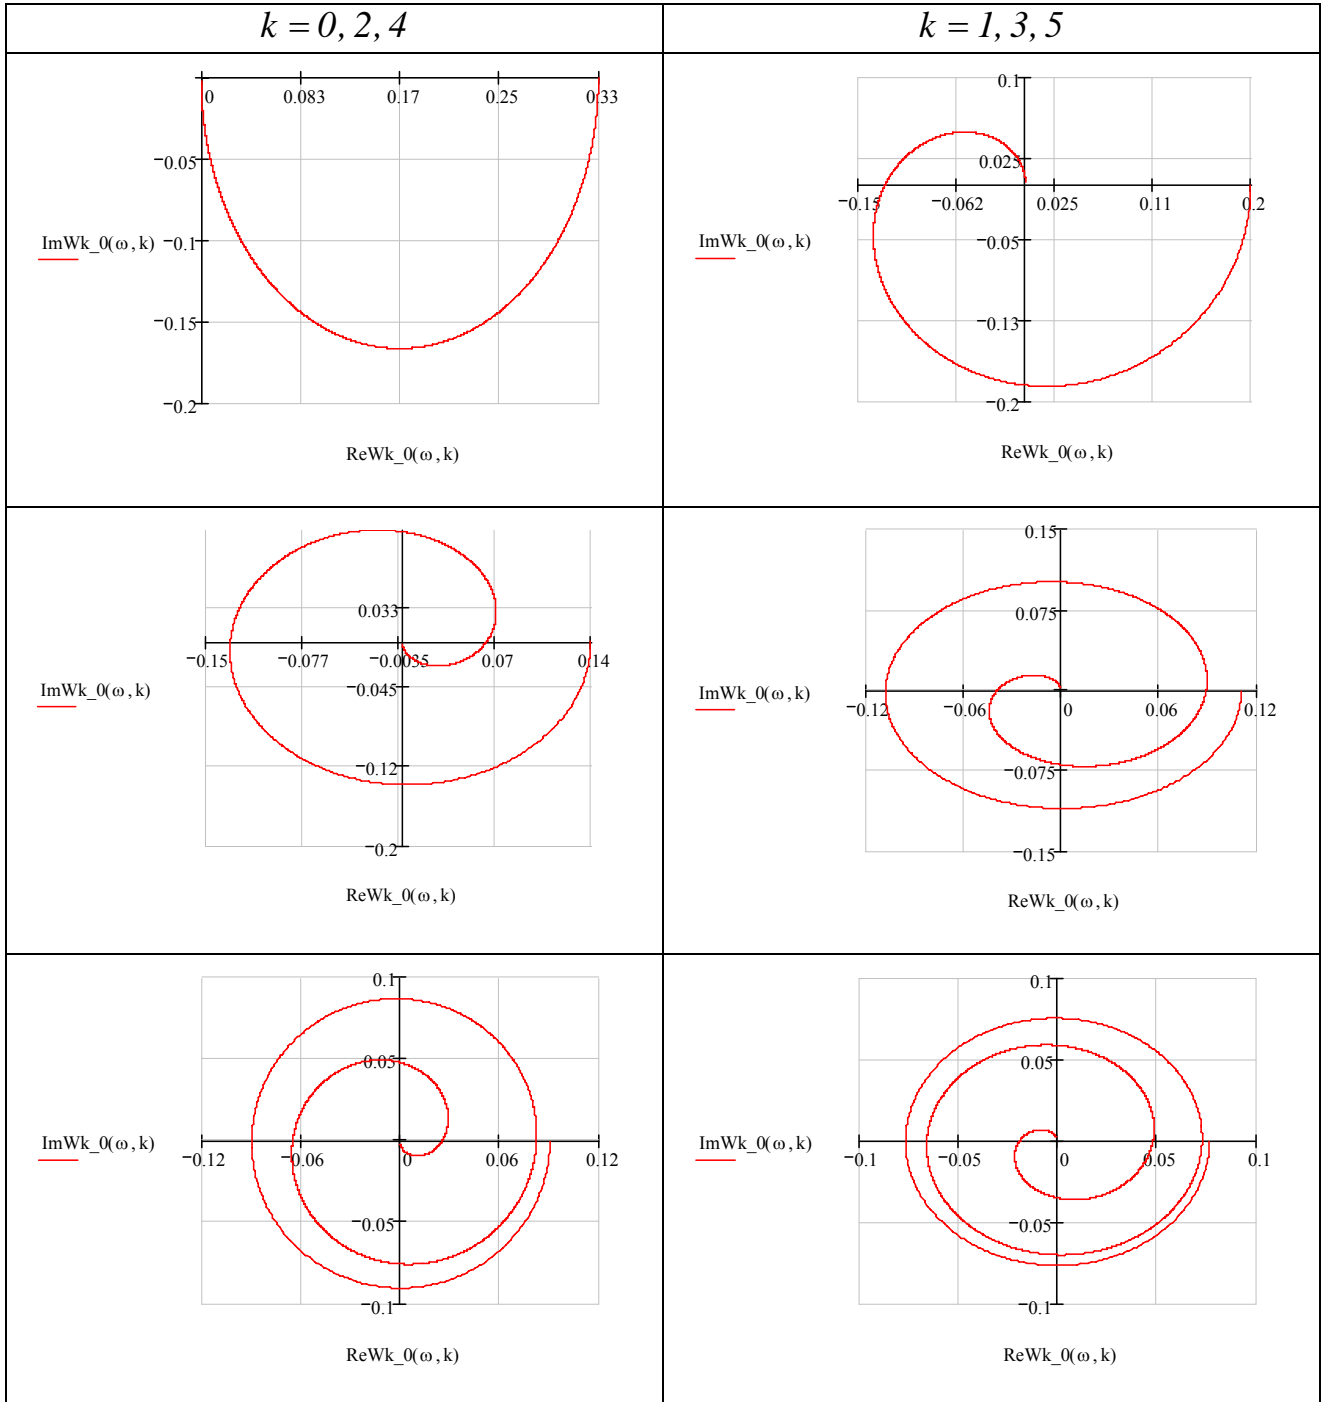 k = 0, 2, 4
k = 1, 3, 5
0 0.083 0.17 0.25 0.33
−0.05
−0.1
−0.15
−0.2
ImWk_0(ω,k)
ReWk_0(ω,k)
0.1
0.025
−0.15 −0.062 0.025 0.11 0.2
−0.05
−0.13
−0.2
ImWk_0(ω,k)
ReWk_0(ω,k)
0.033
−0.15 −0.077 −0.0035 0.07 0.14
−0.045
−0.12
−0.2
ImWk_0(ω,k)
ReWk_0(ω,k)
0.15
0.075
−0.12 −0.06 0 0.06 0.12
−0.075
−0.15
ImWk_0(ω,k)
ReWk_0(ω,k)
0.1
0.05
−0.12 −0.06 0 0.06 0.12
−0.05
−0.1
ImWk_0(ω,k)
ReWk_0(ω,k)
0.1
0.05
−0.1 −0.05 0 0.05 0.1
−0.05
−0.1
ImWk_0(ω,k)
ReWk_0(ω,k)